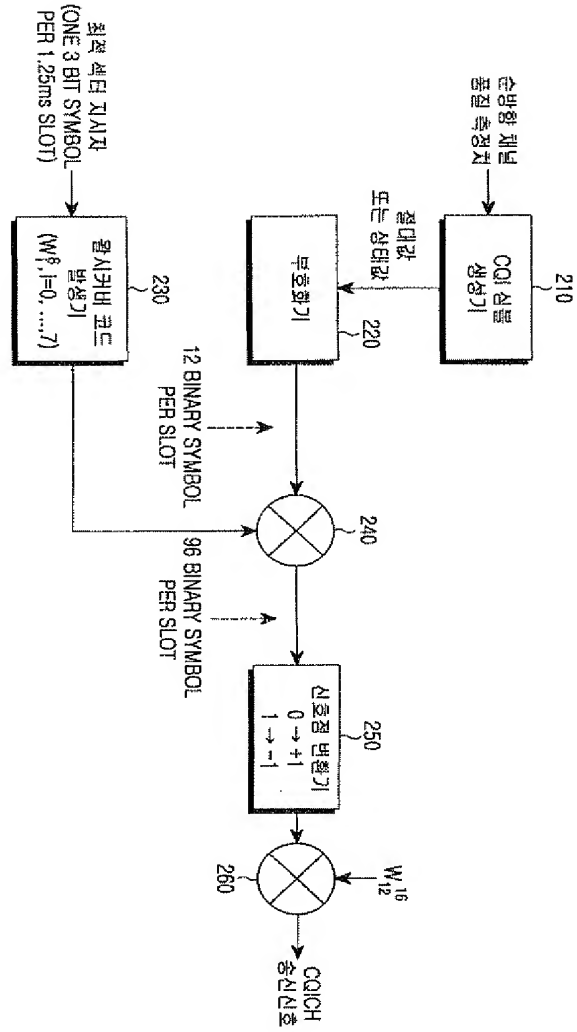 순방향 채널
품질 측정치
CQI 심볼
생성기
210
절대값
또는 상태값
부호화기
220
최적 섹터 지시자
(ONE 3 BIT SYMBOL
PER 1.25ms SLOT)
월시커버 코드
발생기
(W⁸ᵢ, i=0, ...,7)
230
12 BINARY SYMBOL
PER SLOT
240
96 BINARY SYMBOL
PER SLOT
신호점 변환기
0 → +1
1 → -1
250
W¹⁶₁₂
260
CQICH
송신신호